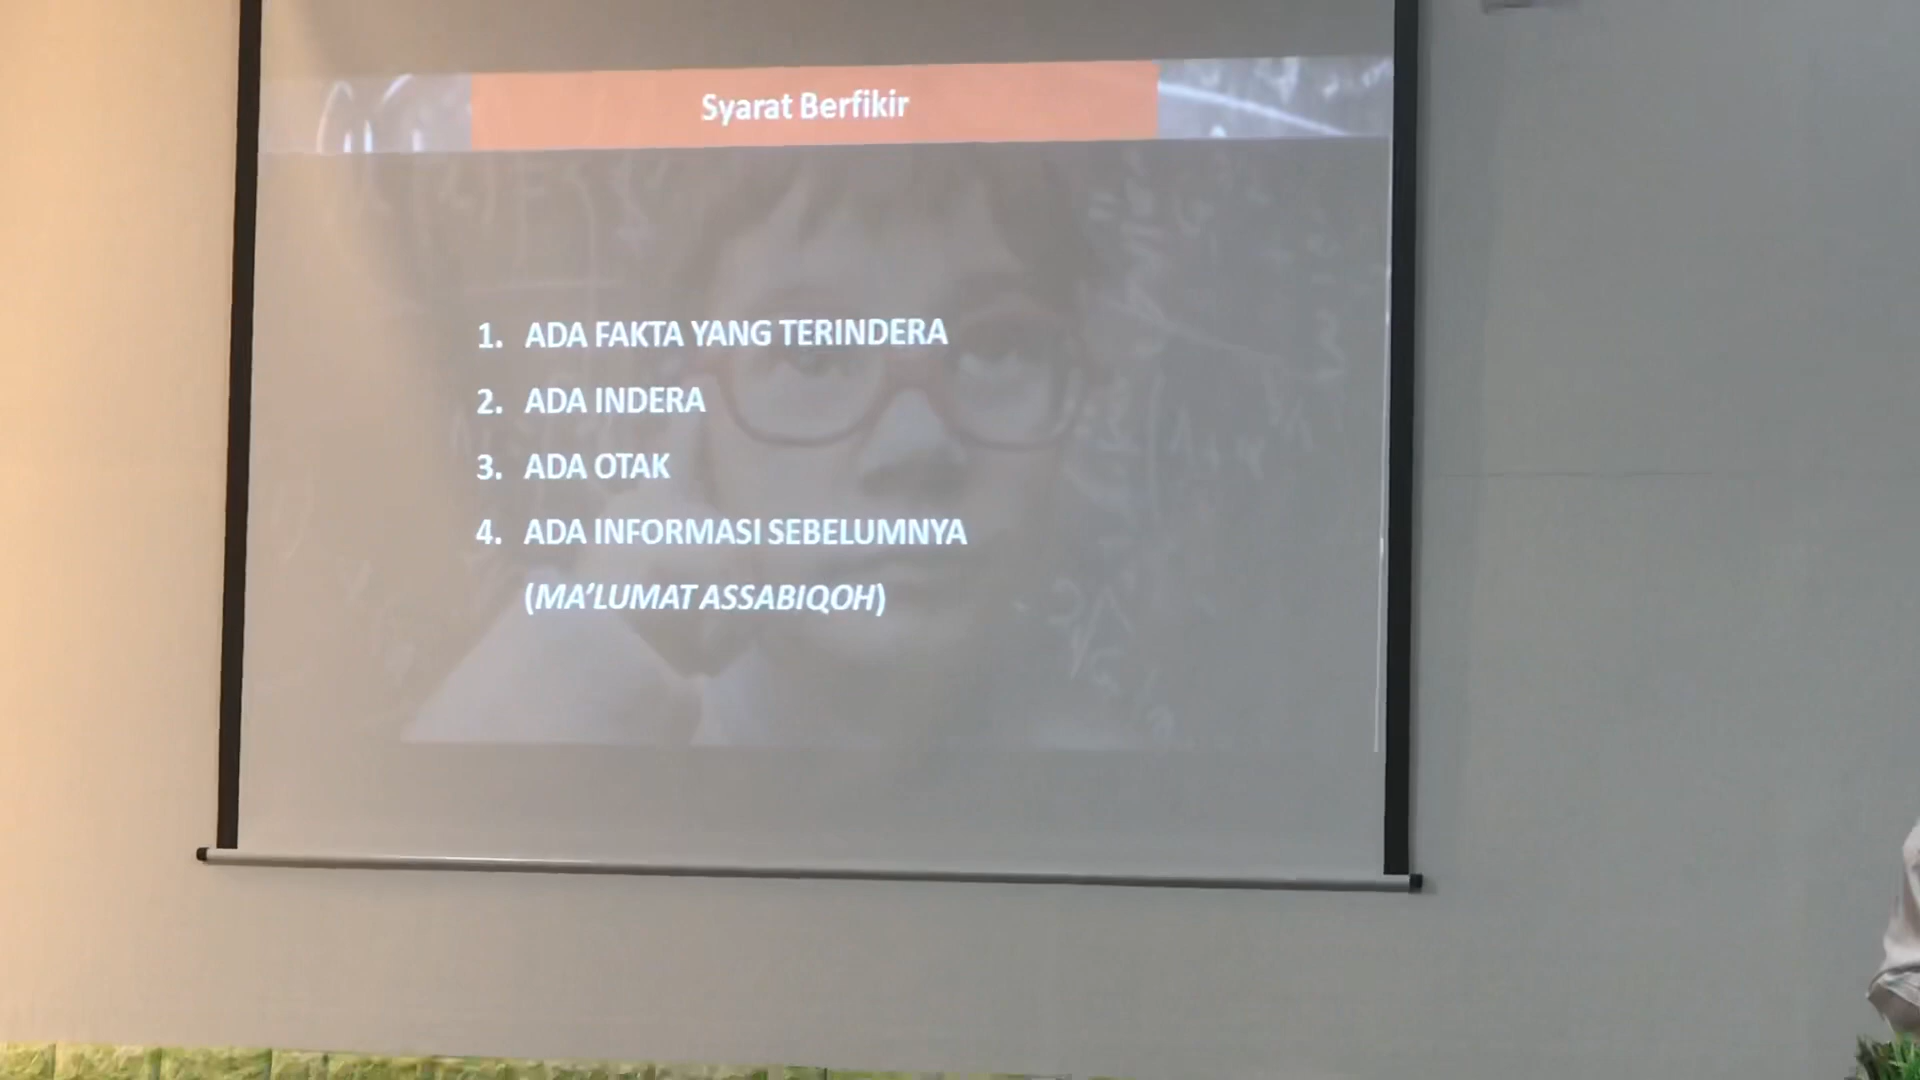 Syarat Berfikir
1. ADA FAKTA YANG TERINDERA
2. ADA INDERA
3. ADA OTAK
4. ADA INFORMASI SEBELUMNYA
(MA'LUMAT ASSABIQOH)